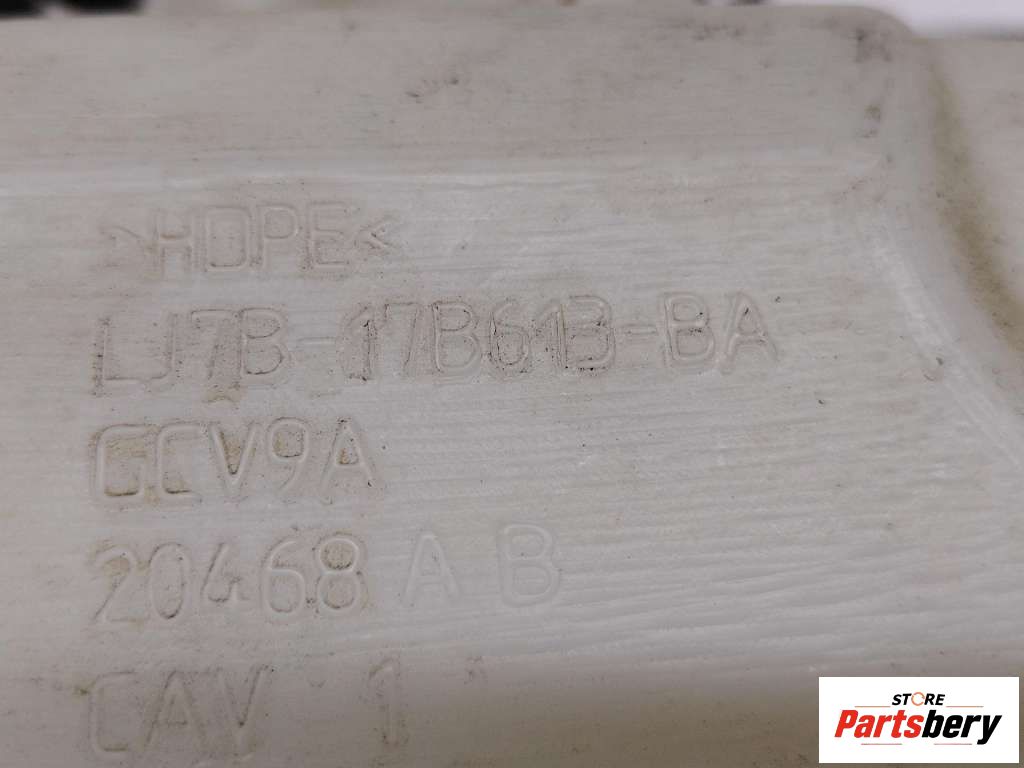 >HDPE<
LJ7B-17B613-BA
GCV9A
20468 A B
CAV 1
STORE
Partsbery